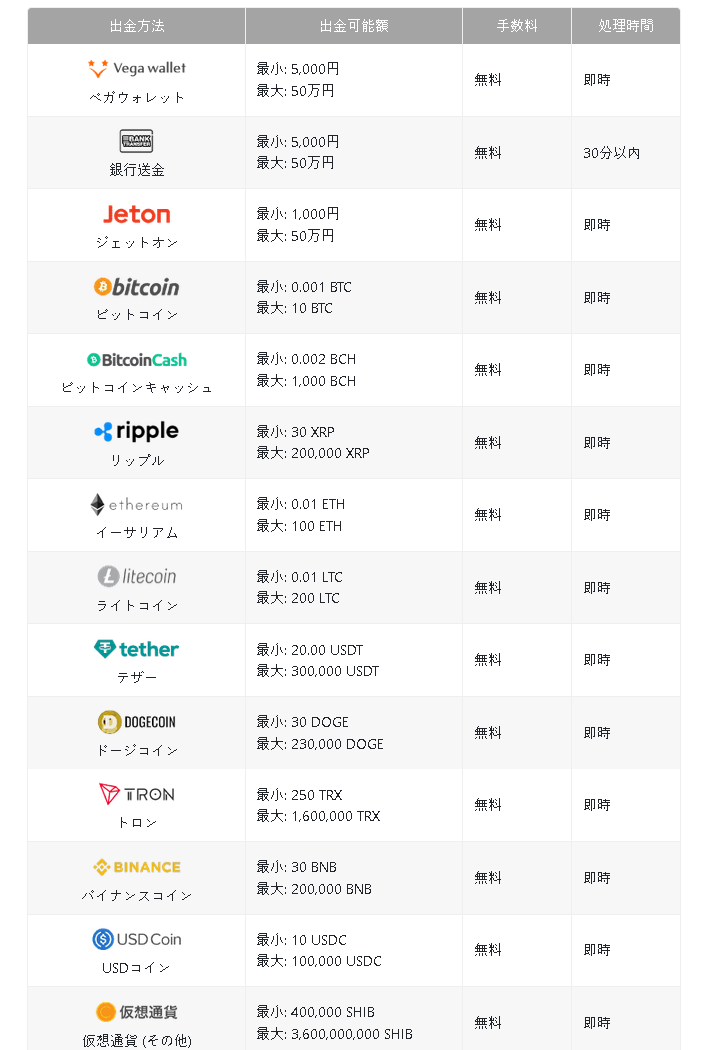 出金方法 出金可能額 手数料 処理時間
Vega wallet
ベガウォレット
最小: 5,000円
最大: 50万円
無料
即時
BANK TRANSFER
銀行送金
最小: 5,000円
最大: 50万円
無料
30分以内
Jeton
ジェットオン
最小: 1,000円
最大: 50万円
無料
即時
bitcoin
ビットコイン
最小: 0.001 BTC
最大: 10 BTC
無料
即時
BitcoinCash
ビットコインキャッシュ
最小: 0.002 BCH
最大: 1,000 BCH
無料
即時
ripple
リップル
最小: 30 XRP
最大: 200,000 XRP
無料
即時
ethereum
イーサリアム
最小: 0.01 ETH
最大: 100 ETH
無料
即時
litecoin
ライトコイン
最小: 0.01 LTC
最大: 200 LTC
無料
即時
tether
テザー
最小: 20.00 USDT
最大: 300,000 USDT
無料
即時
DOGECOIN
ドージコイン
最小: 30 DOGE
最大: 230,000 DOGE
無料
即時
TRON
トロン
最小: 250 TRX
最大: 1,600,000 TRX
無料
即時
BINANCE
バイナンスコイン
最小: 30 BNB
最大: 200,000 BNB
無料
即時
USD Coin
USDコイン
最小: 10 USDC
最大: 100,000 USDC
無料
即時
仮想通貨
仮想通貨 (その他)
最小: 400,000 SHIB
最大: 3,600,000,000 SHIB
無料
即時